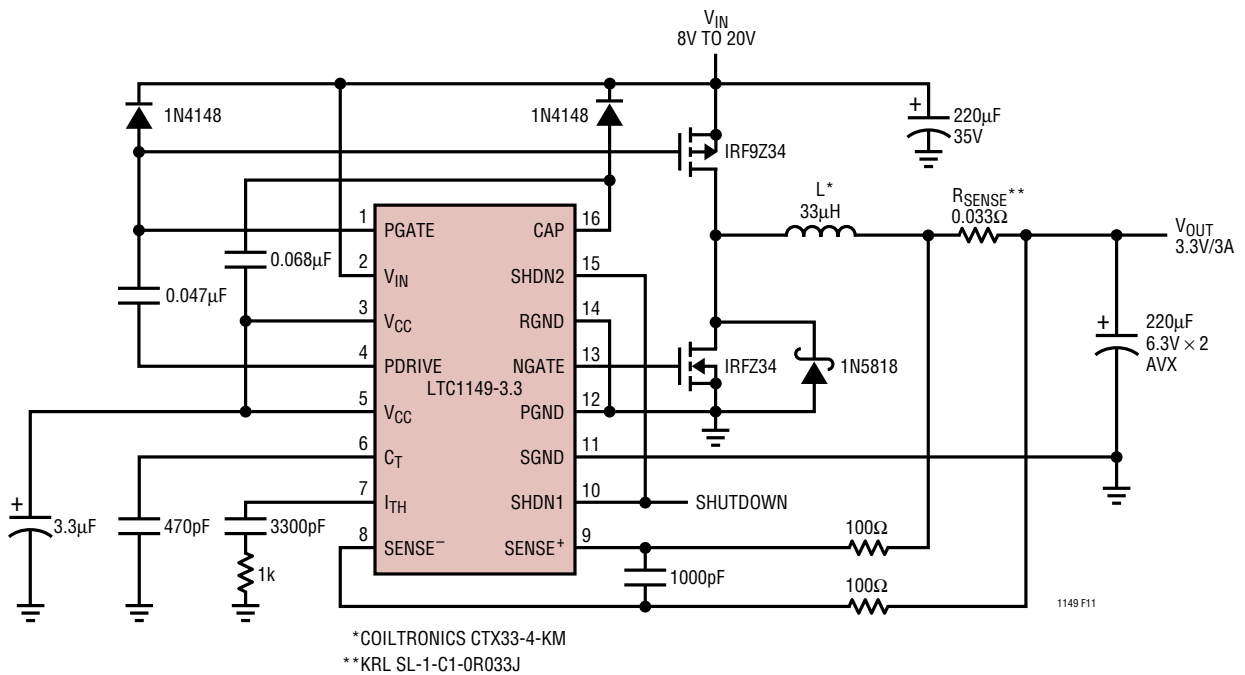 V_IN
8V TO 20V
1N4148
1N4148
+
220µF
35V
IRF9Z34
L*
33µH
R_SENSE**
0.033Ω
V_OUT
3.3V/3A
1
PGATE
CAP
16
0.068µF
2
V_IN
SHDN2
15
0.047µF
3
V_CC
RGND
14
+
220µF
6.3V × 2
AVX
4
PDRIVE
NGATE
13
IRFZ34
1N5818
LTC1149-3.3
5
V_CC
PGND
12
6
C_T
SGND
11
7
I_TH
SHDN1
10
SHUTDOWN
+
3.3µF
470pF
3300pF
8
SENSE⁻
SENSE⁺
9
100Ω
1k
1000pF
100Ω
1149 F11
*COILTRONICS CTX33-4-KM
**KRL SL-1-C1-0R033J